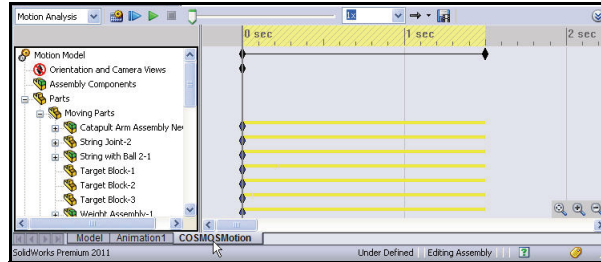 Motion Analysis
1x
0 sec
1 sec
2 sec
Motion Model
Orientation and Camera Views
Assembly Components
Parts
Moving Parts
Catapult Arm Assembly Ne
String Joint-2
String with Ball 2-1
Target Block-1
Target Block-2
Target Block-3
Weight Assembly-1
Model Animation1 COSMOSMotion
SolidWorks Premium 2011 Under Defined Editing Assembly ?